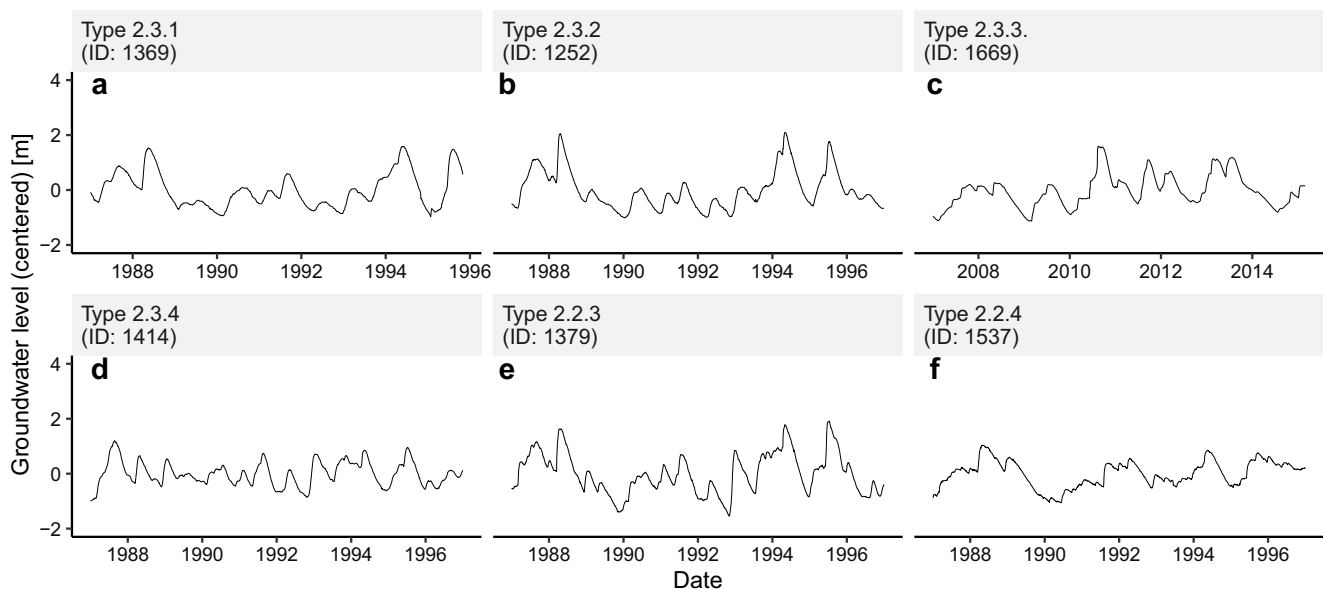 Type 2.3.1
(ID: 1369)
Type 2.3.2
(ID: 1252)
Type 2.3.3.
(ID: 1669)
a
b
c
4
2
0
−2
1988 1990 1992 1994 1996
1988 1990 1992 1994 1996
2008 2010 2012 2014
Type 2.3.4
(ID: 1414)
Type 2.2.3
(ID: 1379)
Type 2.2.4
(ID: 1537)
d
e
f
4
2
0
−2
1988 1990 1992 1994 1996
1988 1990 1992 1994 1996
1988 1990 1992 1994 1996
Groundwater level (centered) [m]
Date